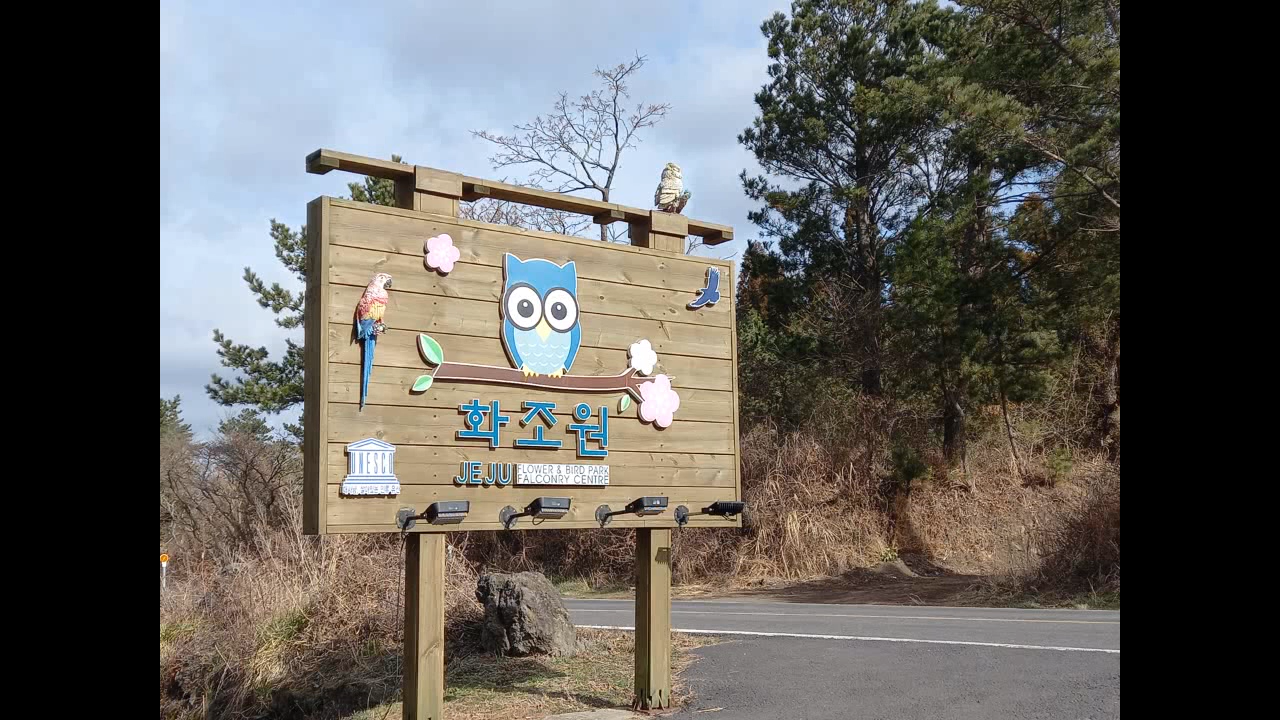 화조원
JEJU FLOWER & BIRD PARK
FALCONRY CENTRE
UNESCO